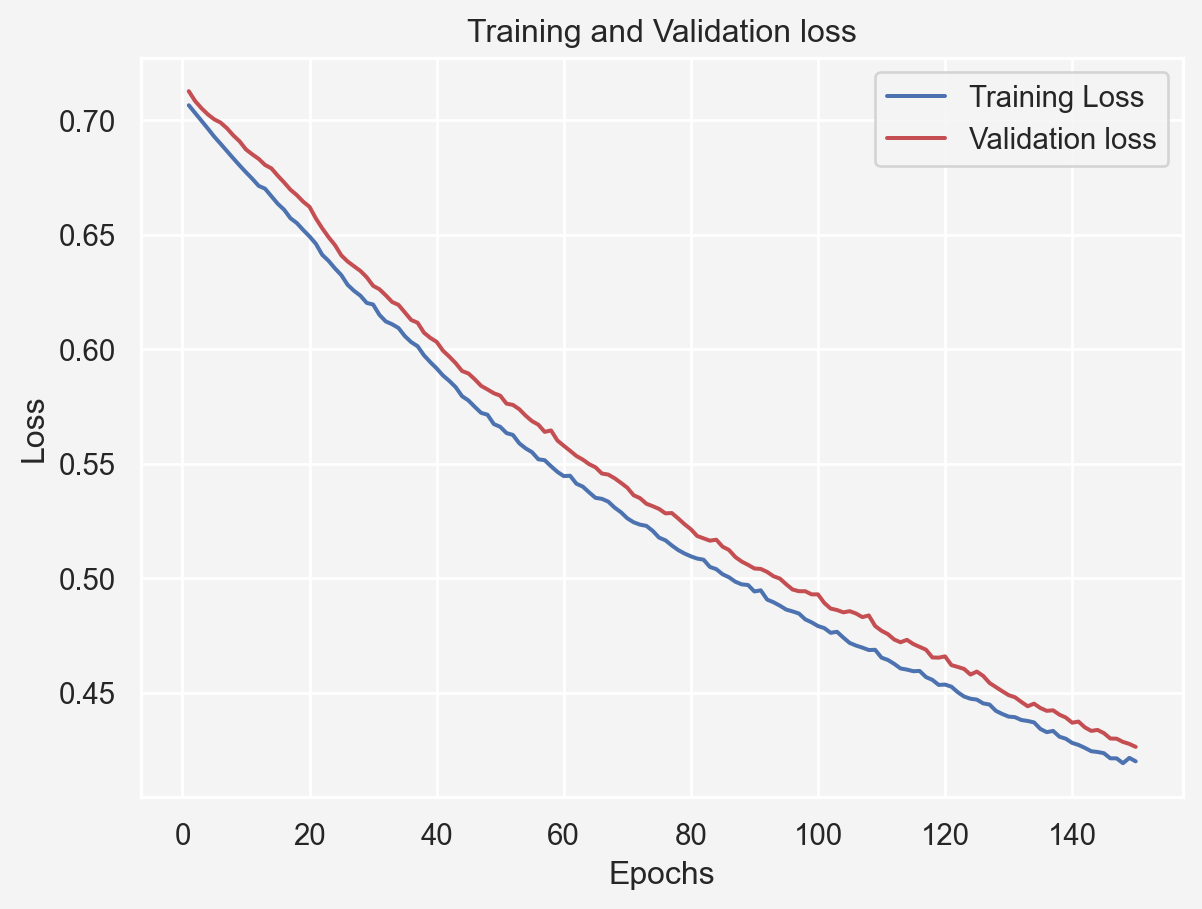 Training and Validation loss
Training Loss
Validation loss
0.70
0.65
0.60
0.55
0.50
0.45
Loss
0 20 40 60 80 100 120 140
Epochs